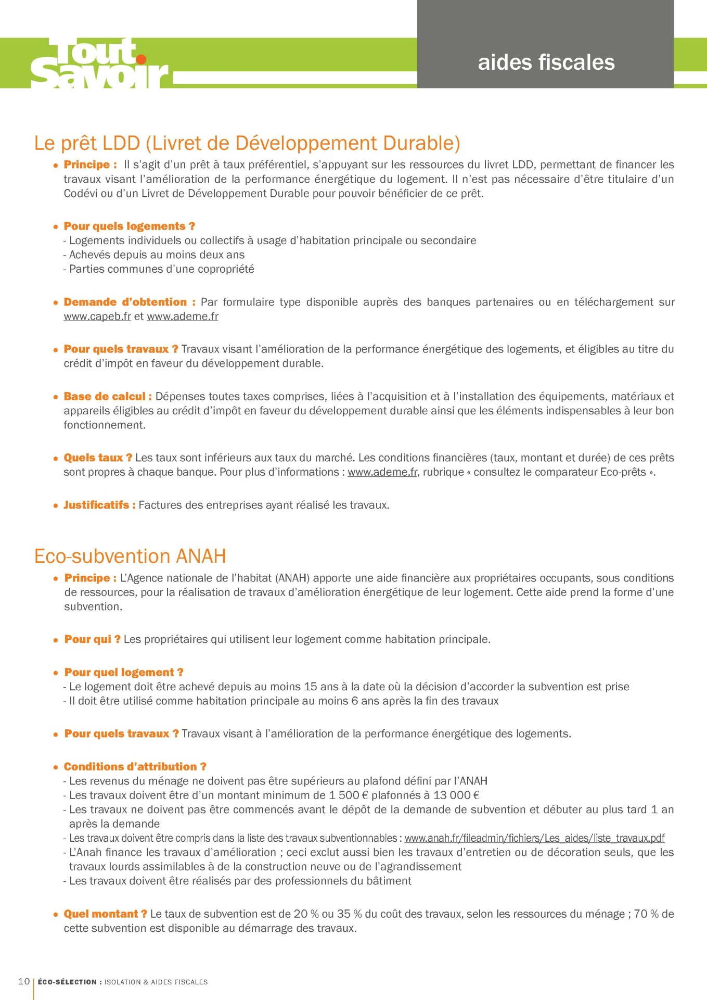 Tout
Savoir
aides fiscales
Le prêt LDD (Livret de Développement Durable)
• Principe : Il s’agit d’un prêt à taux préférentiel, s’appuyant sur les ressources du livret LDD, permettant de financer les
travaux visant l’amélioration de la performance énergétique du logement. Il n’est pas nécessaire d’être titulaire d’un
Codévi ou d’un Livret de Développement Durable pour pouvoir bénéficier de ce prêt.
• Pour quels logements ?
- Logements individuels ou collectifs à usage d’habitation principale ou secondaire
- Achevés depuis au moins deux ans
- Parties communes d’une copropriété
• Demande d’obtention : Par formulaire type disponible auprès des banques partenaires ou en téléchargement sur
www.capeb.fr et www.ademe.fr
• Pour quels travaux ? Travaux visant l’amélioration de la performance énergétique des logements, et éligibles au titre du
crédit d’impôt en faveur du développement durable.
• Base de calcul : Dépenses toutes taxes comprises, liées à l’acquisition et à l’installation des équipements, matériaux et
appareils éligibles au crédit d’impôt en faveur du développement durable ainsi que les éléments indispensables à leur bon
fonctionnement.
• Quels taux ? Les taux sont inférieurs aux taux du marché. Les conditions financières (taux, montant et durée) de ces prêts
sont propres à chaque banque. Pour plus d’informations : www.ademe.fr, rubrique « consultez le comparateur Eco-prêts ».
• Justificatifs : Factures des entreprises ayant réalisé les travaux.
Eco-subvention ANAH
• Principe : L’Agence nationale de l’habitat (ANAH) apporte une aide financière aux propriétaires occupants, sous conditions
de ressources, pour la réalisation de travaux d’amélioration énergétique de leur logement. Cette aide prend la forme d’une
subvention.
• Pour qui ? Les propriétaires qui utilisent leur logement comme habitation principale.
• Pour quel logement ?
- Le logement doit être achevé depuis au moins 15 ans à la date où la décision d’accorder la subvention est prise
- Il doit être utilisé comme habitation principale au moins 6 ans après la fin des travaux
• Pour quels travaux ? Travaux visant à l’amélioration de la performance énergétique des logements.
• Conditions d’attribution ?
- Les revenus du ménage ne doivent pas être supérieurs au plafond défini par l’ANAH
- Les travaux doivent être d’un montant minimum de 1 500 € plafonnés à 13 000 €
- Les travaux ne doivent pas être commencés avant le dépôt de la demande de subvention et débuter au plus tard 1 an
après la demande
- Les travaux doivent être compris dans la liste des travaux subventionnables : www.anah.fr/fileadmin/fichiers/Les_aides/liste_travaux.pdf
- L’Anah finance les travaux d’amélioration ; ceci exclut aussi bien les travaux d’entretien ou de décoration seuls, que les
travaux lourds assimilables à de la construction neuve ou de l’agrandissement
- Les travaux doivent être réalisés par des professionnels du bâtiment
• Quel montant ? Le taux de subvention est de 20 % ou 35 % du coût des travaux, selon les ressources du ménage ; 70 % de
cette subvention est disponible au démarrage des travaux.
10 ÉCO-SÉLECTION : ISOLATION & AIDES FISCALES